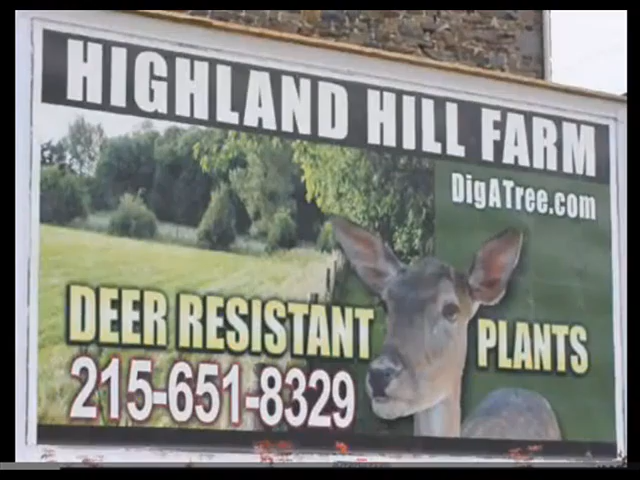 HIGHLAND HILL FARM
DigATree.com
DEER RESISTANT PLANTS
215-651-8329